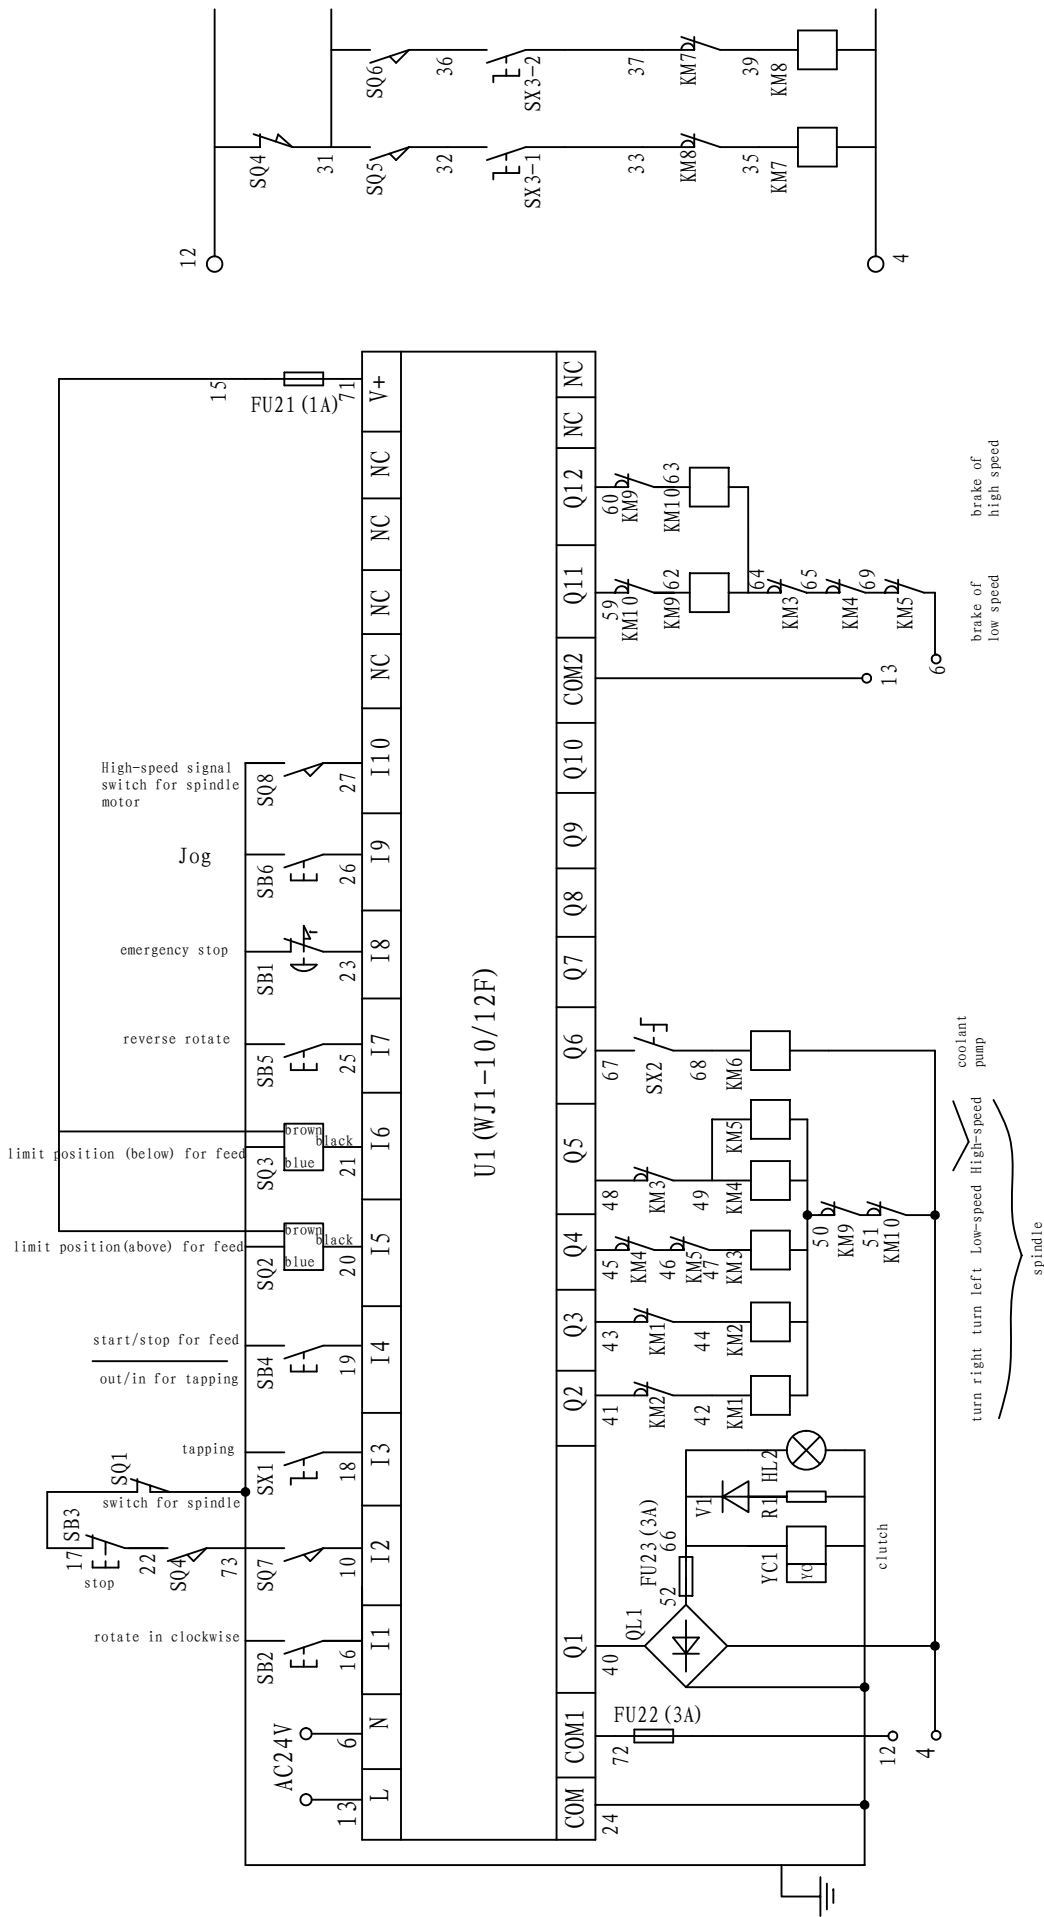 12
SQ4
31
SQ6
36
SX3-2
37
KM7
39
KM8
SQ5
32
SX3-1
33
KM8
35
KM7
4
15
FU21(1A)
71
V+
NC
NC
NC
NC
I10
I9
I8
I7
I6
I5
I4
I3
I2
I1
N
L
High-speed signal
switch for spindle
motor
SQ8
27
Jog
SB6
26
emergency stop
SB1
23
reverse rotate
SB5
25
limit position (below) for feed
SQ3
brown
black
blue
21
limit position(above) for feed
SQ2
brown
black
blue
20
start/stop for feed
out/in for tapping
SB4
19
tapping
SX1
18
SQ1
switch for spindle
SB3
17
stop
22
SQ4
73
SQ7
10
rotate in clockwise
SB2
16
AC24V
6
13
U1(WJ1-10/12F)
NC
NC
Q12
Q11
COM2
Q10
Q9
Q8
Q7
Q6
Q5
Q4
Q3
Q2
Q1
COM1
COM
60
KM9
KM10
63
59
KM10
KM9
62
64
KM3
65
KM4
69
KM5
6
13
brake of
high speed
brake of
low speed
67
SX2
68
KM6
coolant
pump
48
KM3
49
KM5
KM4
45
KM4
46
KM5
47
KM3
43
KM1
44
KM2
41
KM2
42
KM1
50
KM9
51
KM10
High-speed
Low-speed
turn left
turn right
spindle
40
QL1
52
FU23(3A)
66
V1
HL2
R1
YC1
YC
clutch
72
FU22(3A)
12
4
24